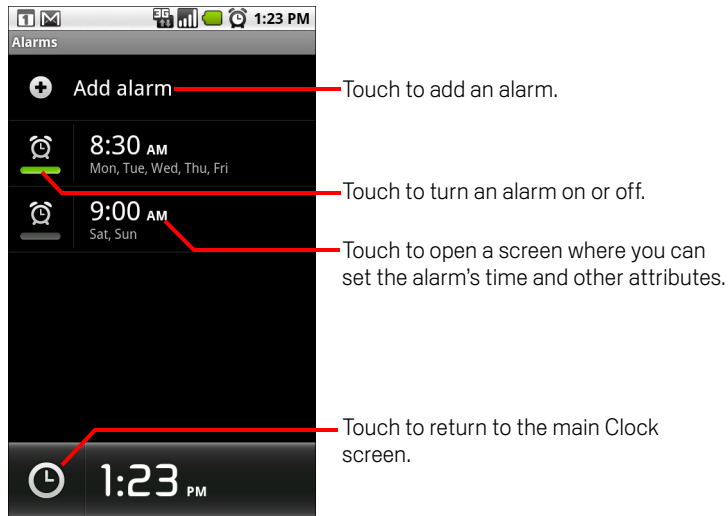 1 3G 1:23 PM
Alarms
Add alarm
Touch to add an alarm.
8:30 AM
Mon, Tue, Wed, Thu, Fri
Touch to turn an alarm on or off.
9:00 AM
Sat, Sun
Touch to open a screen where you can
set the alarm’s time and other attributes.
Touch to return to the main Clock
screen.
1:23 PM